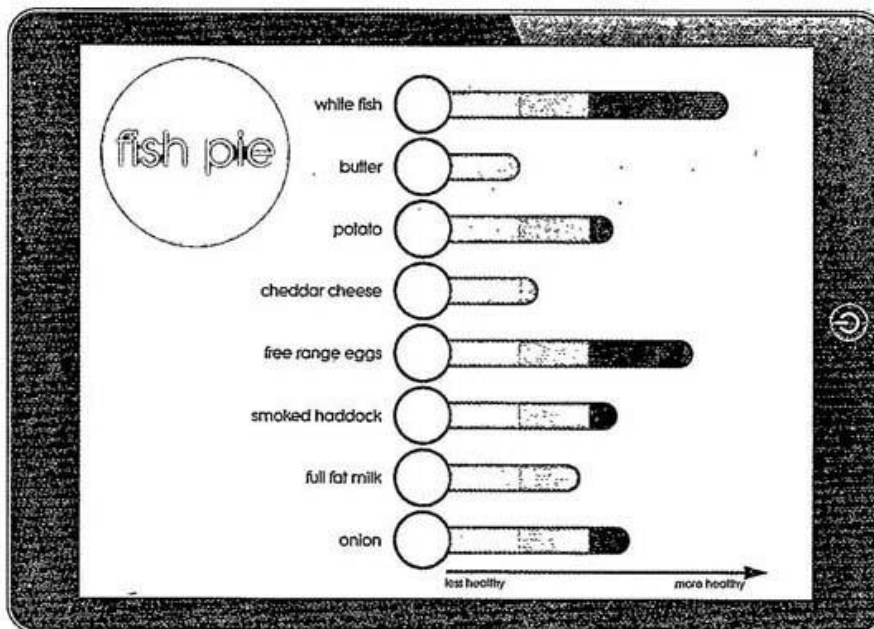 fish pie
white fish
butter
potato
cheddar cheese
free range eggs
smoked haddock
full fat milk
onion
less healthy
more healthy